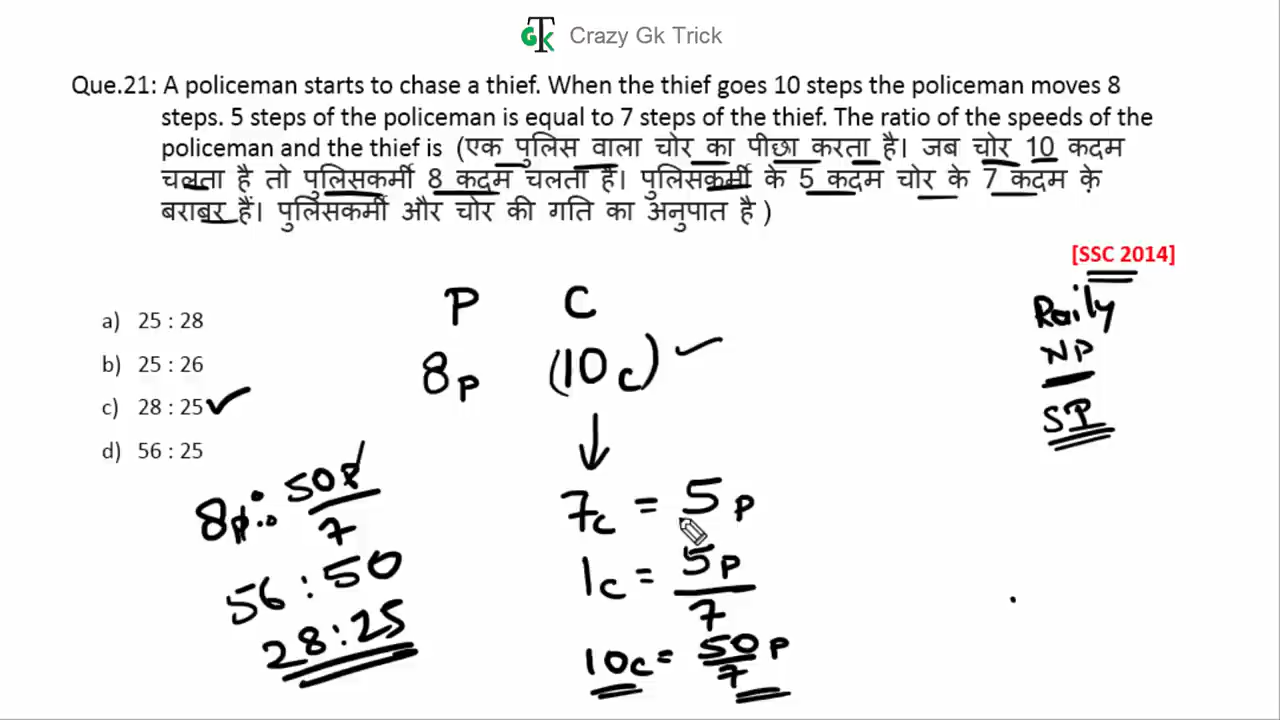 Crazy Gk Trick
Que.21: A policeman starts to chase a thief. When the thief goes 10 steps the policeman moves 8
steps. 5 steps of the policeman is equal to 7 steps of the thief. The ratio of the speeds of the
policeman and the thief is (एक पुलिस वाला चोर का पीछा करता है। जब चोर 10 कदम
चलता है तो पुलिसकर्मी 8 कदम चलता है। पुलिसकर्मी के 5 कदम चोर के 7 कदम के
बराबर हैं। पुलिसकर्मी और चोर की गति का अनुपात है )
[SSC 2014]
a) 25 : 28
b) 25 : 26
c) 28 : 25
d) 56 : 25
P C
8p (10c)
7c = 5p
1c = 5p/7
10c = 50p/7
8p : 50p/7
56 : 50
28 : 25
NP
SP